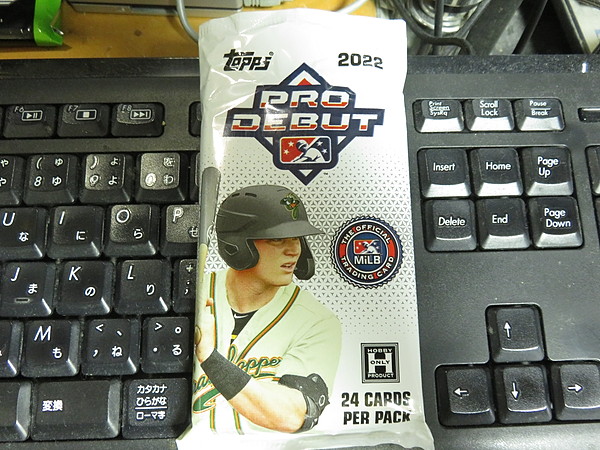 Topps
2022
PRO
DEBUT
THE OFFICIAL
MiLB
TRADING CARD
HOBBY
ONLY
PRODUCT
24 CARDS
PER PACK
F6
F7
F8
Print
Screen
SysRq
Scroll
Lock
Pause
Break
Insert
Home
Page
Up
Delete
End
Page
Down
ゅ
8 ゆ
U
な
I
に
O
ら
P
J
ま
K
の
L
り
M
も
<
、
,
ね
>
。
.
る
変換
カタカナ
ひらがな
ローマ字
↑
←
↓
→